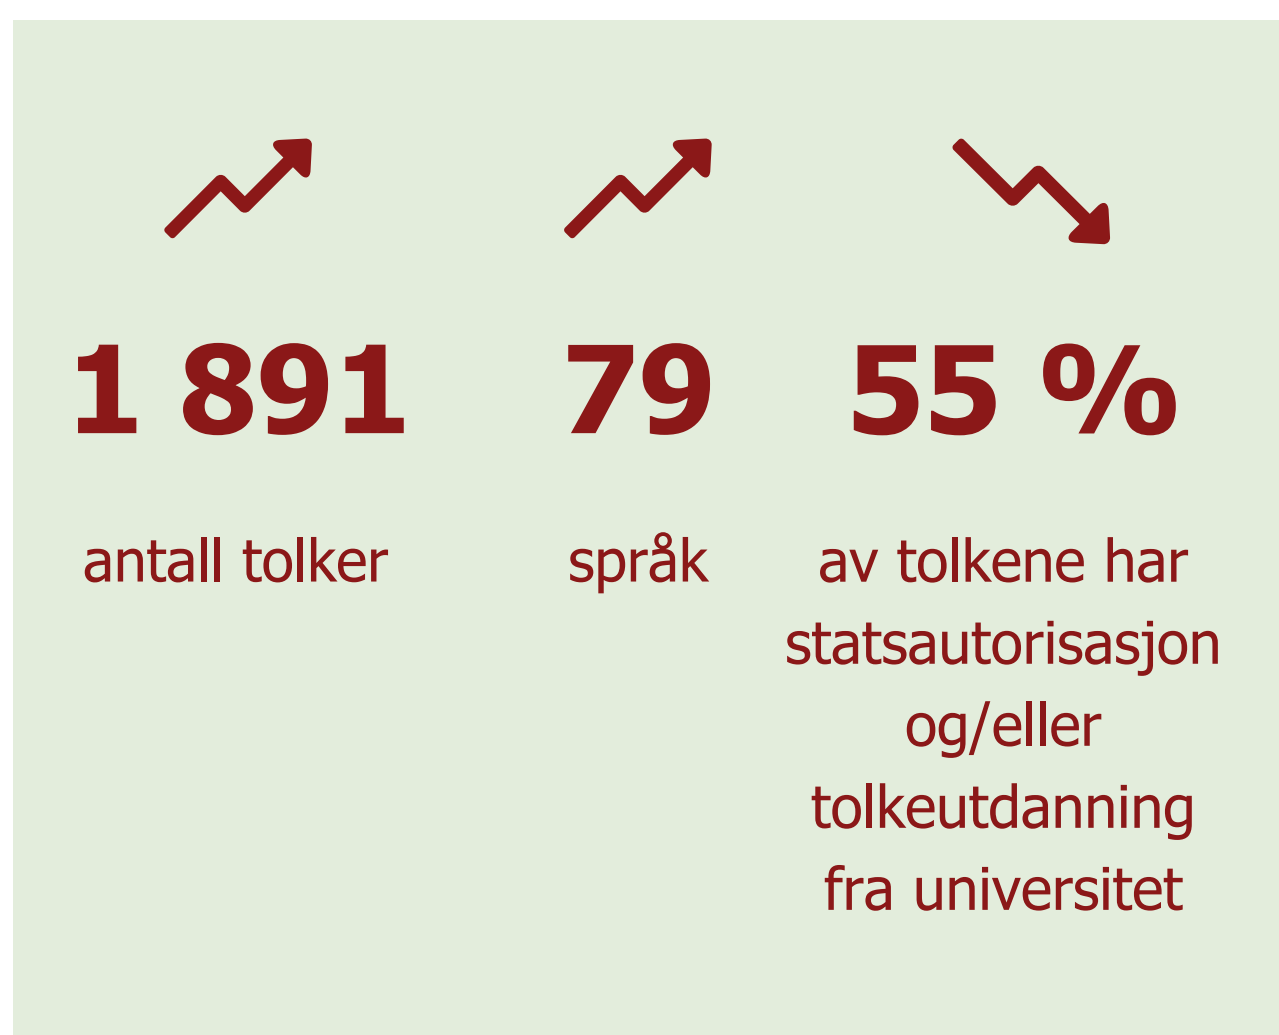 1 891
antall tolker
79
språk
55 %
av tolkene har
statsautorisasjon
og/eller
tolkeutdanning
fra universitet